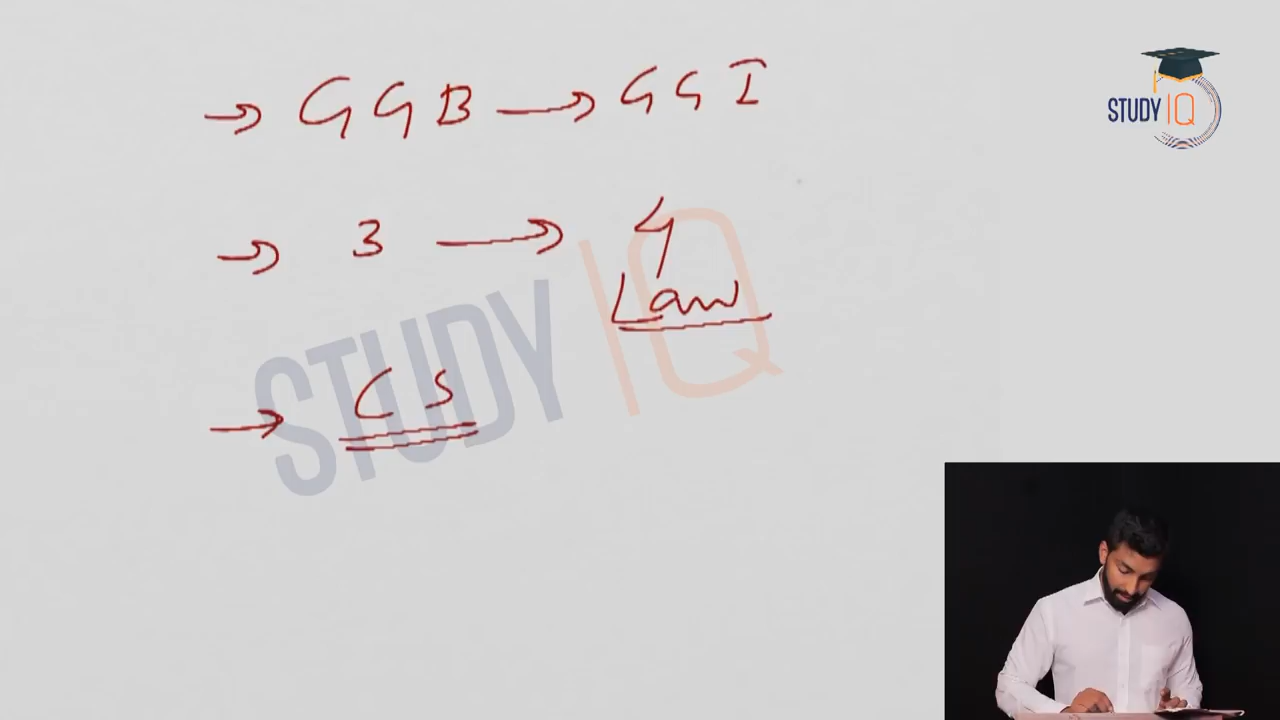 → GGB → GGI
→ 3 → 4
Law
→ CS
STUDY IQ
STUDY IQ